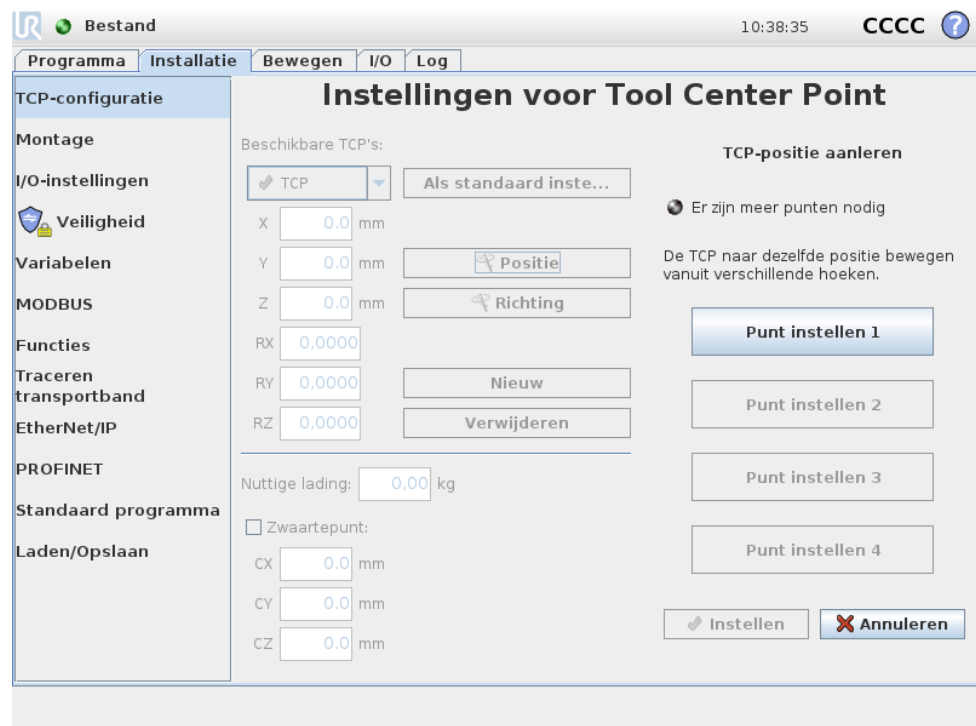 UR Bestand 10:38:35 CCCC ?
Programma Installatie Bewegen I/O Log
TCP-configuratie
Montage
I/O-instellingen
Veiligheid
Variabelen
MODBUS
Functies
Traceren
transportband
EtherNet/IP
PROFINET
Standaard programma
Laden/Opslaan
Instellingen voor Tool Center Point
Beschikbare TCP's:
TCP Als standaard inste...
X 0.0 mm
Y 0.0 mm Positie
Z 0.0 mm Richting
RX 0,0000
RY 0,0000 Nieuw
RZ 0,0000 Verwijderen
Nuttige lading: 0,00 kg
Zwaartepunt:
CX 0.0 mm
CY 0.0 mm
CZ 0.0 mm
TCP-positie aanleren
Er zijn meer punten nodig
De TCP naar dezelfde positie bewegen
vanuit verschillende hoeken.
Punt instellen 1
Punt instellen 2
Punt instellen 3
Punt instellen 4
Instellen Annuleren